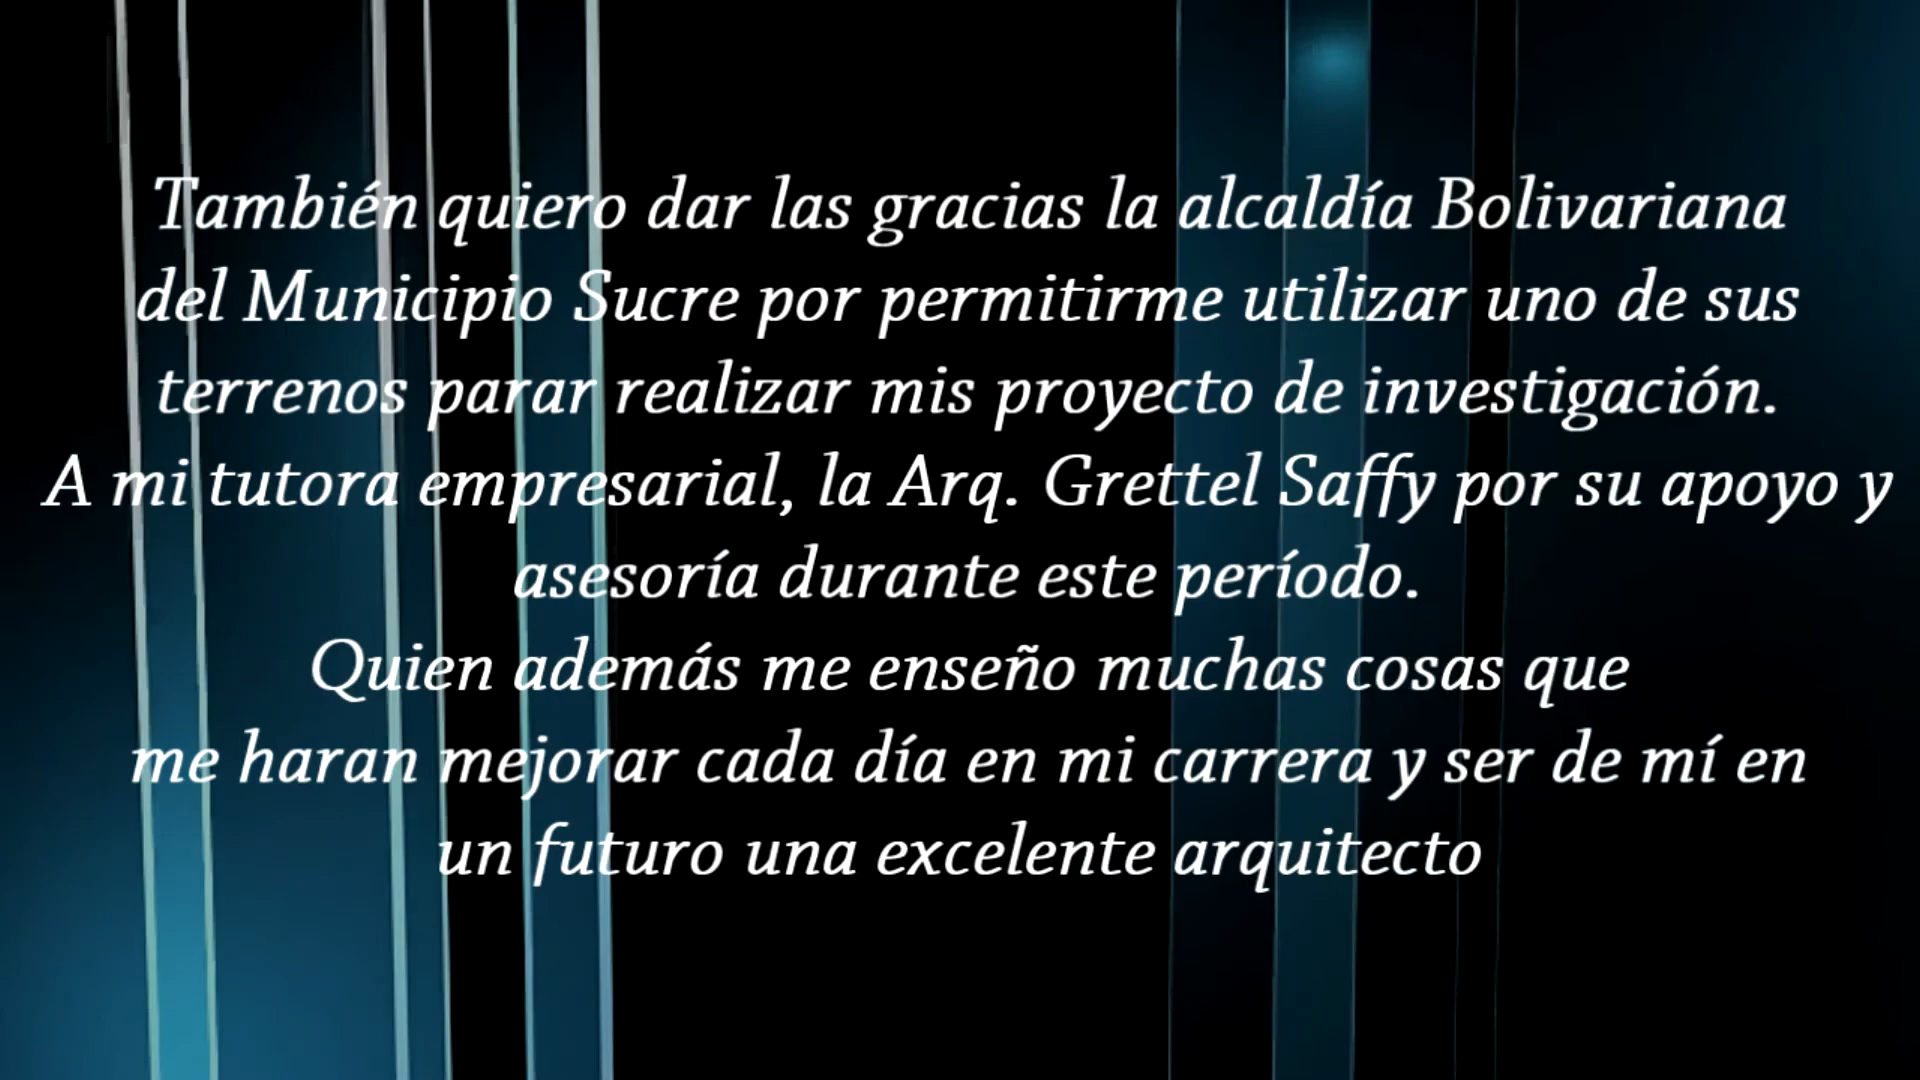 También quiero dar las gracias la alcaldía Bolivariana
del Municipio Sucre por permitirme utilizar uno de sus
terrenos parar realizar mis proyecto de investigación.
A mi tutora empresarial, la Arq. Grettel Saffy por su apoyo y
asesoría durante este período.
Quien además me enseño muchas cosas que
me haran mejorar cada día en mi carrera y ser de mí en
un futuro una excelente arquitecto